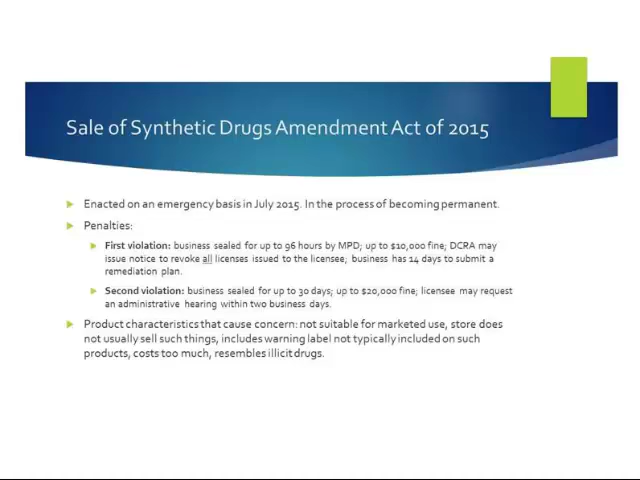 Sale of Synthetic Drugs Amendment Act of 2015
Enacted on an emergency basis in July 2015. In the process of becoming permanent.
Penalties:
First violation: business sealed for up to 96 hours by MPD; up to $10,000 fine; DCRA may
issue notice to revoke all licenses issued to the licensee; business has 14 days to submit a
remediation plan.
Second violation: business sealed for up to 30 days; up to $20,000 fine; licensee may request
an administrative hearing within two business days.
Product characteristics that cause concern: not suitable for marketed use, store does
not usually sell such things, includes warning label not typically included on such
products, costs too much, resembles illicit drugs.